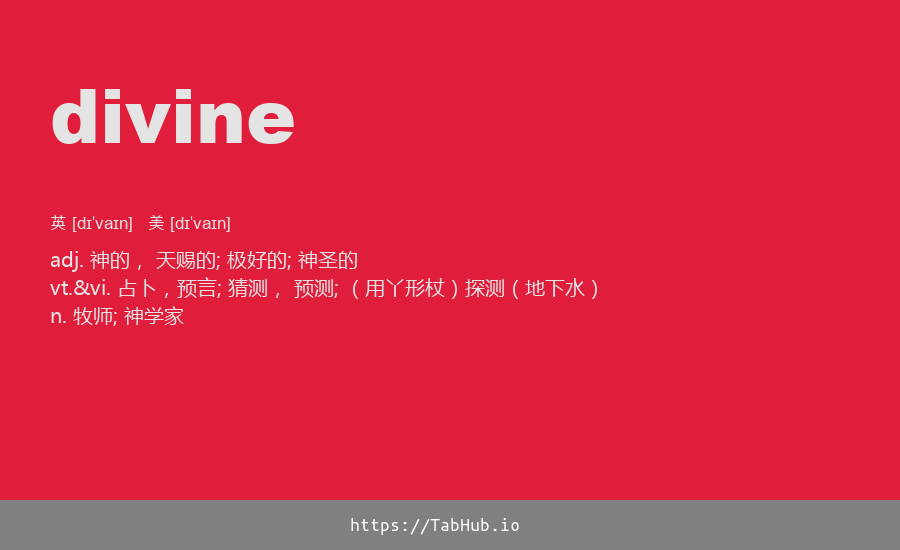 divine
英 [dɪˈvaɪn] 美 [dɪˈvaɪn]
adj. 神的， 天赐的; 极好的; 神圣的
vt.&vi. 占卜，预言; 猜测， 预测; （用丫形杖）探测（地下水）
n. 牧师; 神学家
https://TabHub.io